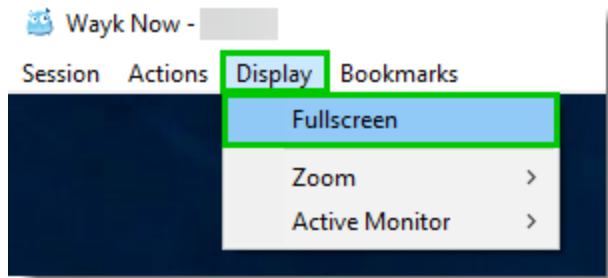 Wayk Now -
Session Actions Display Bookmarks
Fullscreen
Zoom
Active Monitor